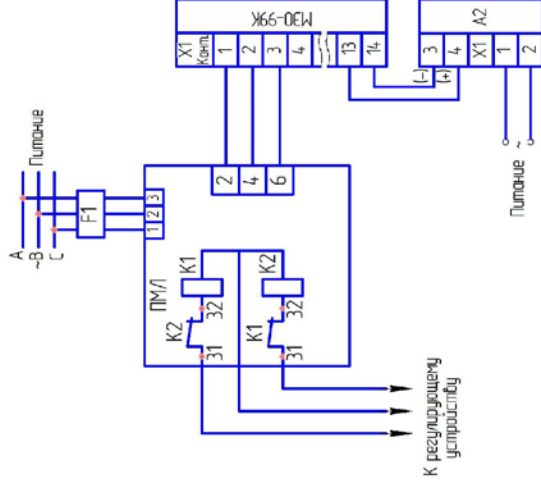 А
~В
С
Питание
F1
1 2 3
ПМЛ
К2
К1
31
32
К1
К2
31
32
2
4
6
К регулирующему
устройству
МЭО-99К
Х1
Конт.
1
2
3
4
13
14
А2
(-)
(+)
3
4
Х1
1
2
Питание ~